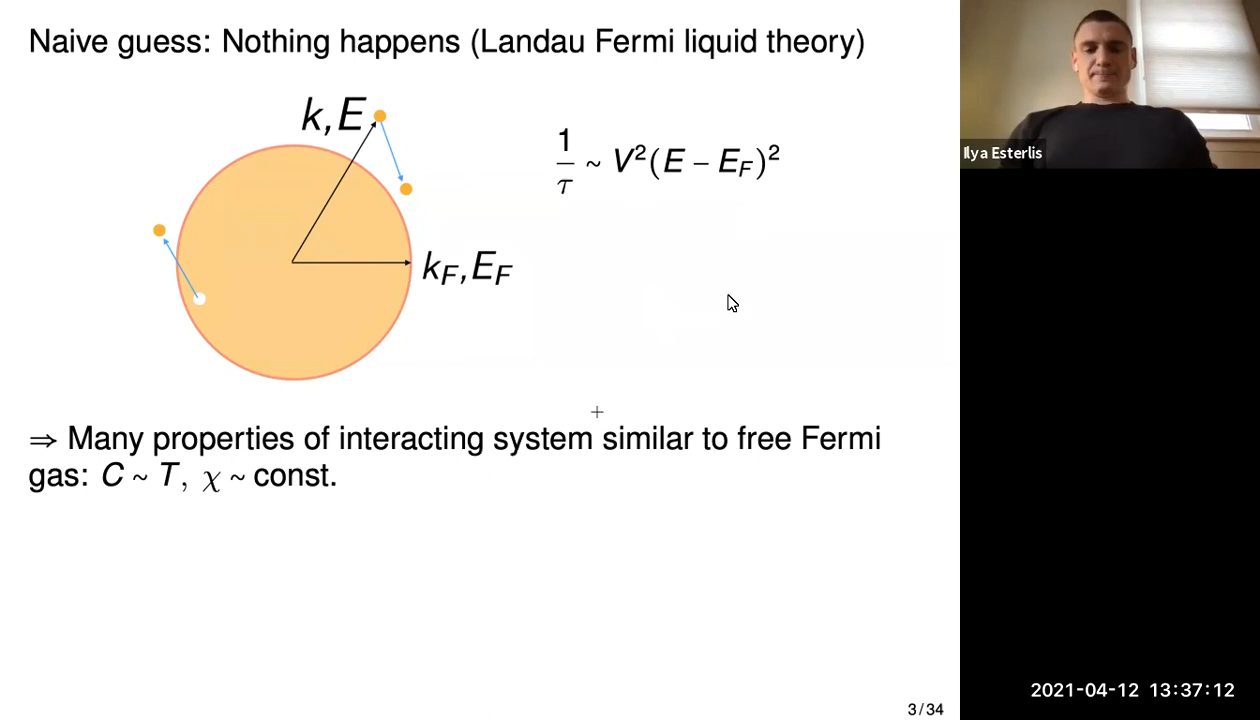 Naive guess: Nothing happens (Landau Fermi liquid theory)
k, E
1/τ ~ V²(E − E_F)²
k_F, E_F
⇒ Many properties of interacting system similar to free Fermi
gas: C ~ T, χ ~ const.
3 / 34
Ilya Esterlis
2021-04-12 13:37:12